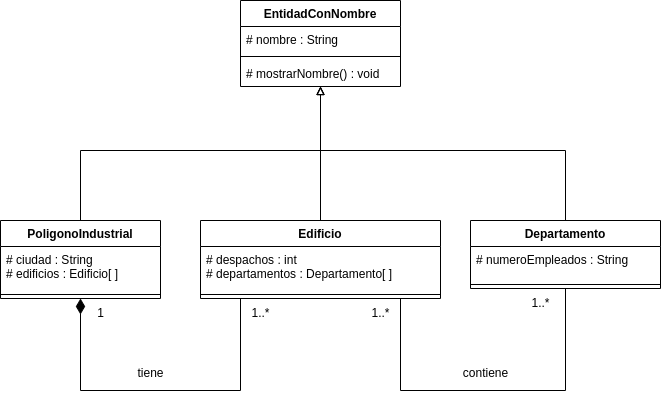 EntidadConNombre
# nombre : String
# mostrarNombre() : void
PoligonoIndustrial
# ciudad : String
# edificios : Edificio[ ]
Edificio
# despachos : int
# departamentos : Departamento[ ]
Departamento
# numeroEmpleados : String
1
1..*
1..*
1..*
tiene
contiene